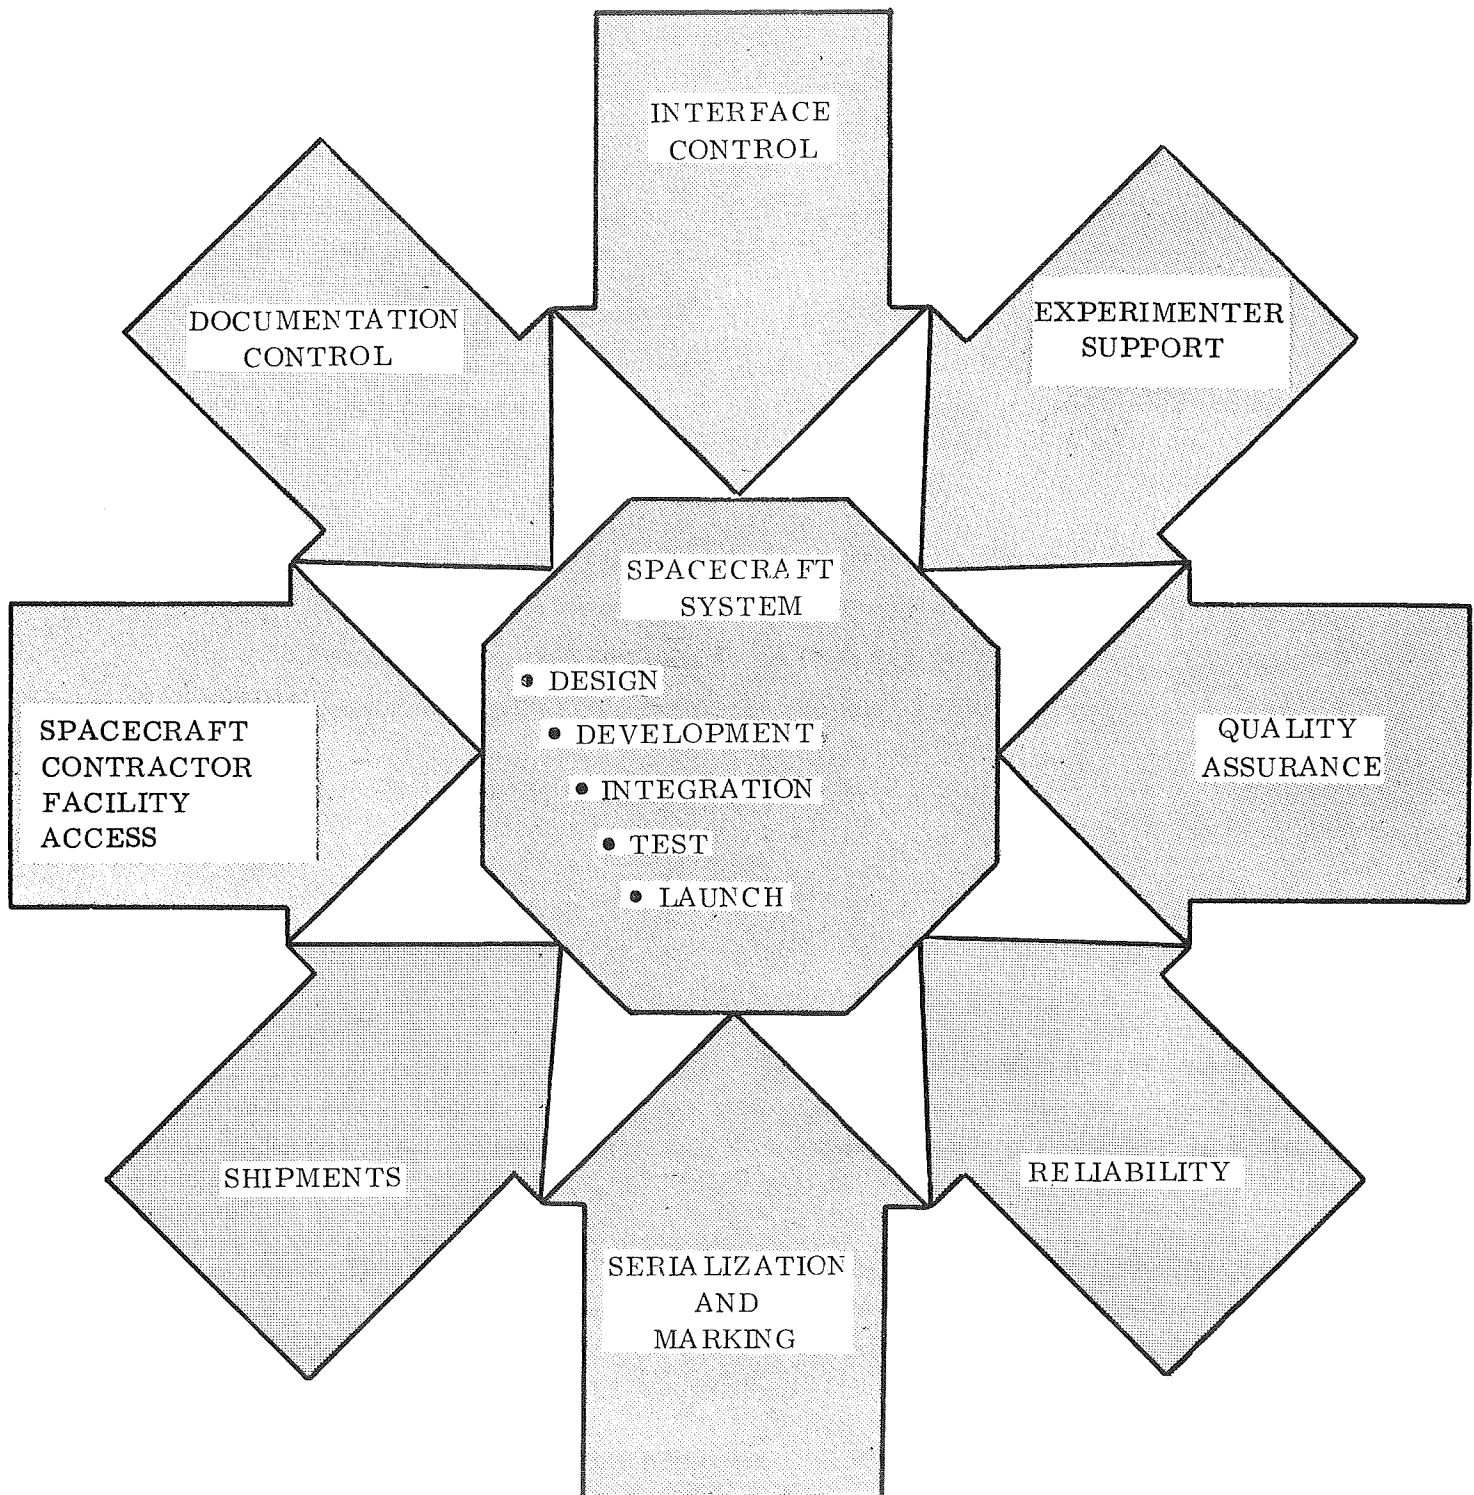 INTERFACE
CONTROL
DOCUMENTATION
CONTROL
EXPERIMENTER
SUPPORT
SPACECRAFT
SYSTEM
• DESIGN
• DEVELOPMENT
• INTEGRATION
• TEST
• LAUNCH
SPACECRAFT
CONTRACTOR
FACILITY
ACCESS
QUALITY
ASSURANCE
SHIPMENTS
RELIABILITY
SERIALIZATION
AND
MARKING